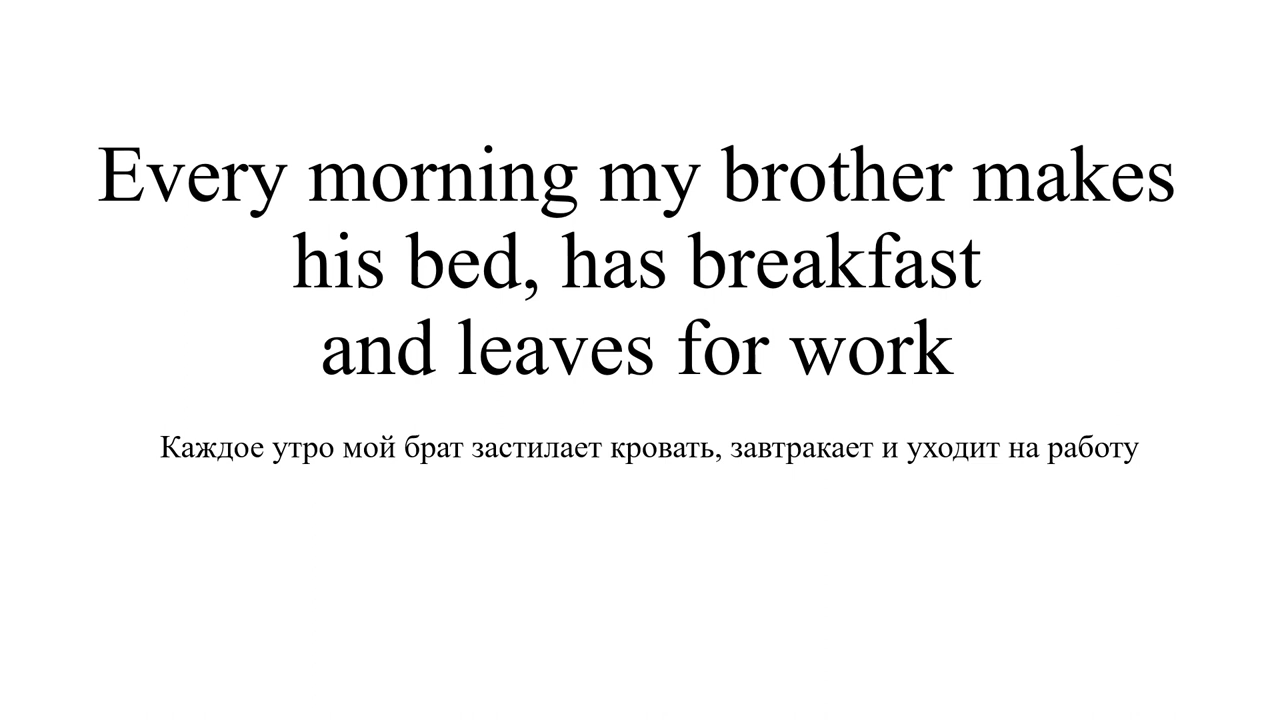 Every morning my brother makes
his bed, has breakfast
and leaves for work
Каждое утро мой брат застилает кровать, завтракает и уходит на работу